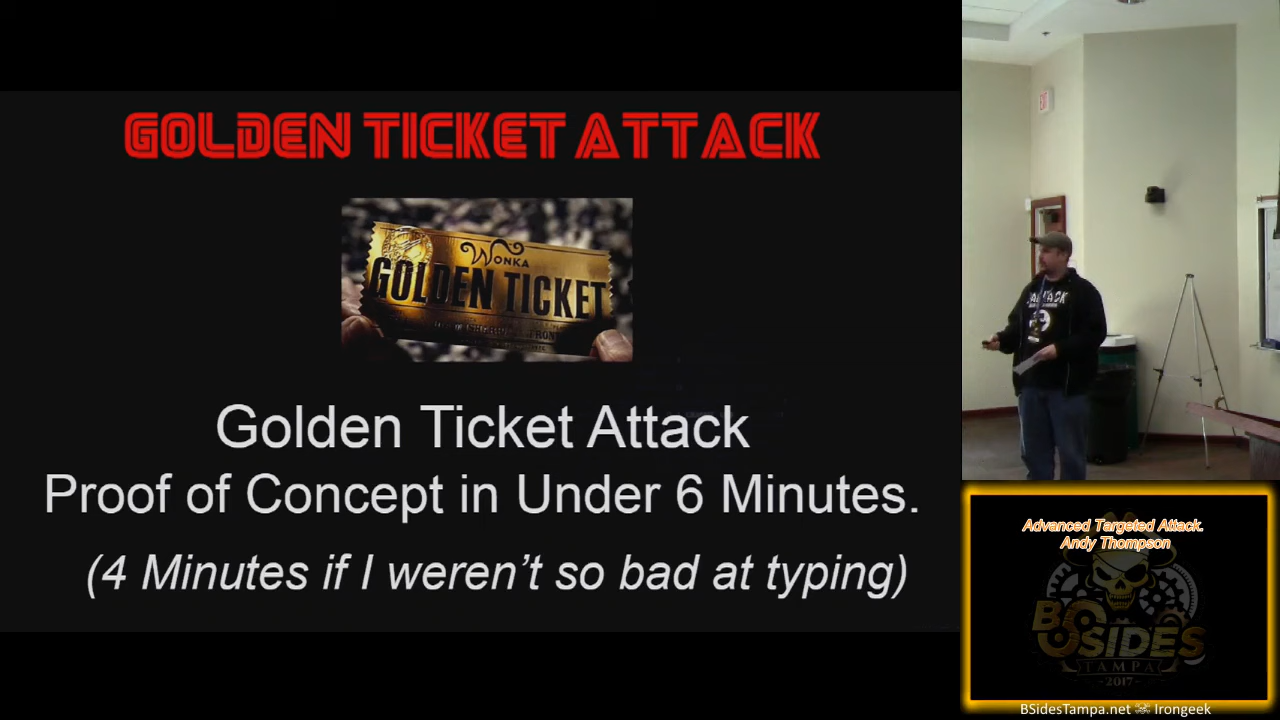 GOLDEN TICKET ATTACK
WONKA
GOLDEN TICKET
Golden Ticket Attack
Proof of Concept in Under 6 Minutes.
(4 Minutes if I weren't so bad at typing)
EXIT
Advanced Targeted Attack.
Andy Thompson
BSIDES
TAMPA
-2017-
BSidesTampa.net ☠ Irongeek